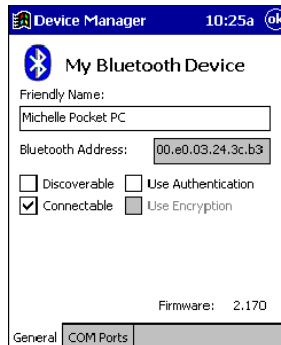 Device Manager 10:25a ok
My Bluetooth Device
Friendly Name:
Michelle Pocket PC
Bluetooth Address: 00.e0.03.24.3c.b3
Discoverable Use Authentication
Connectable Use Encryption
Firmware: 2.170
General COM Ports